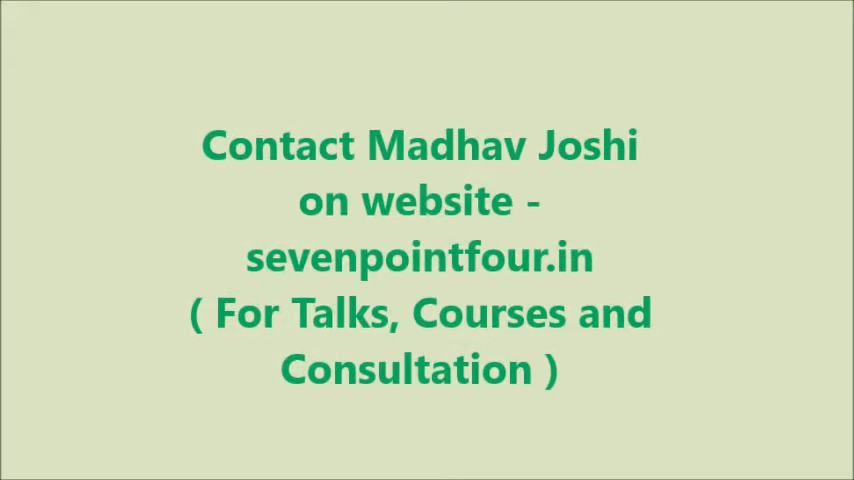 Contact Madhav Joshi
on website -
sevenpointfour.in
( For Talks, Courses and
Consultation )